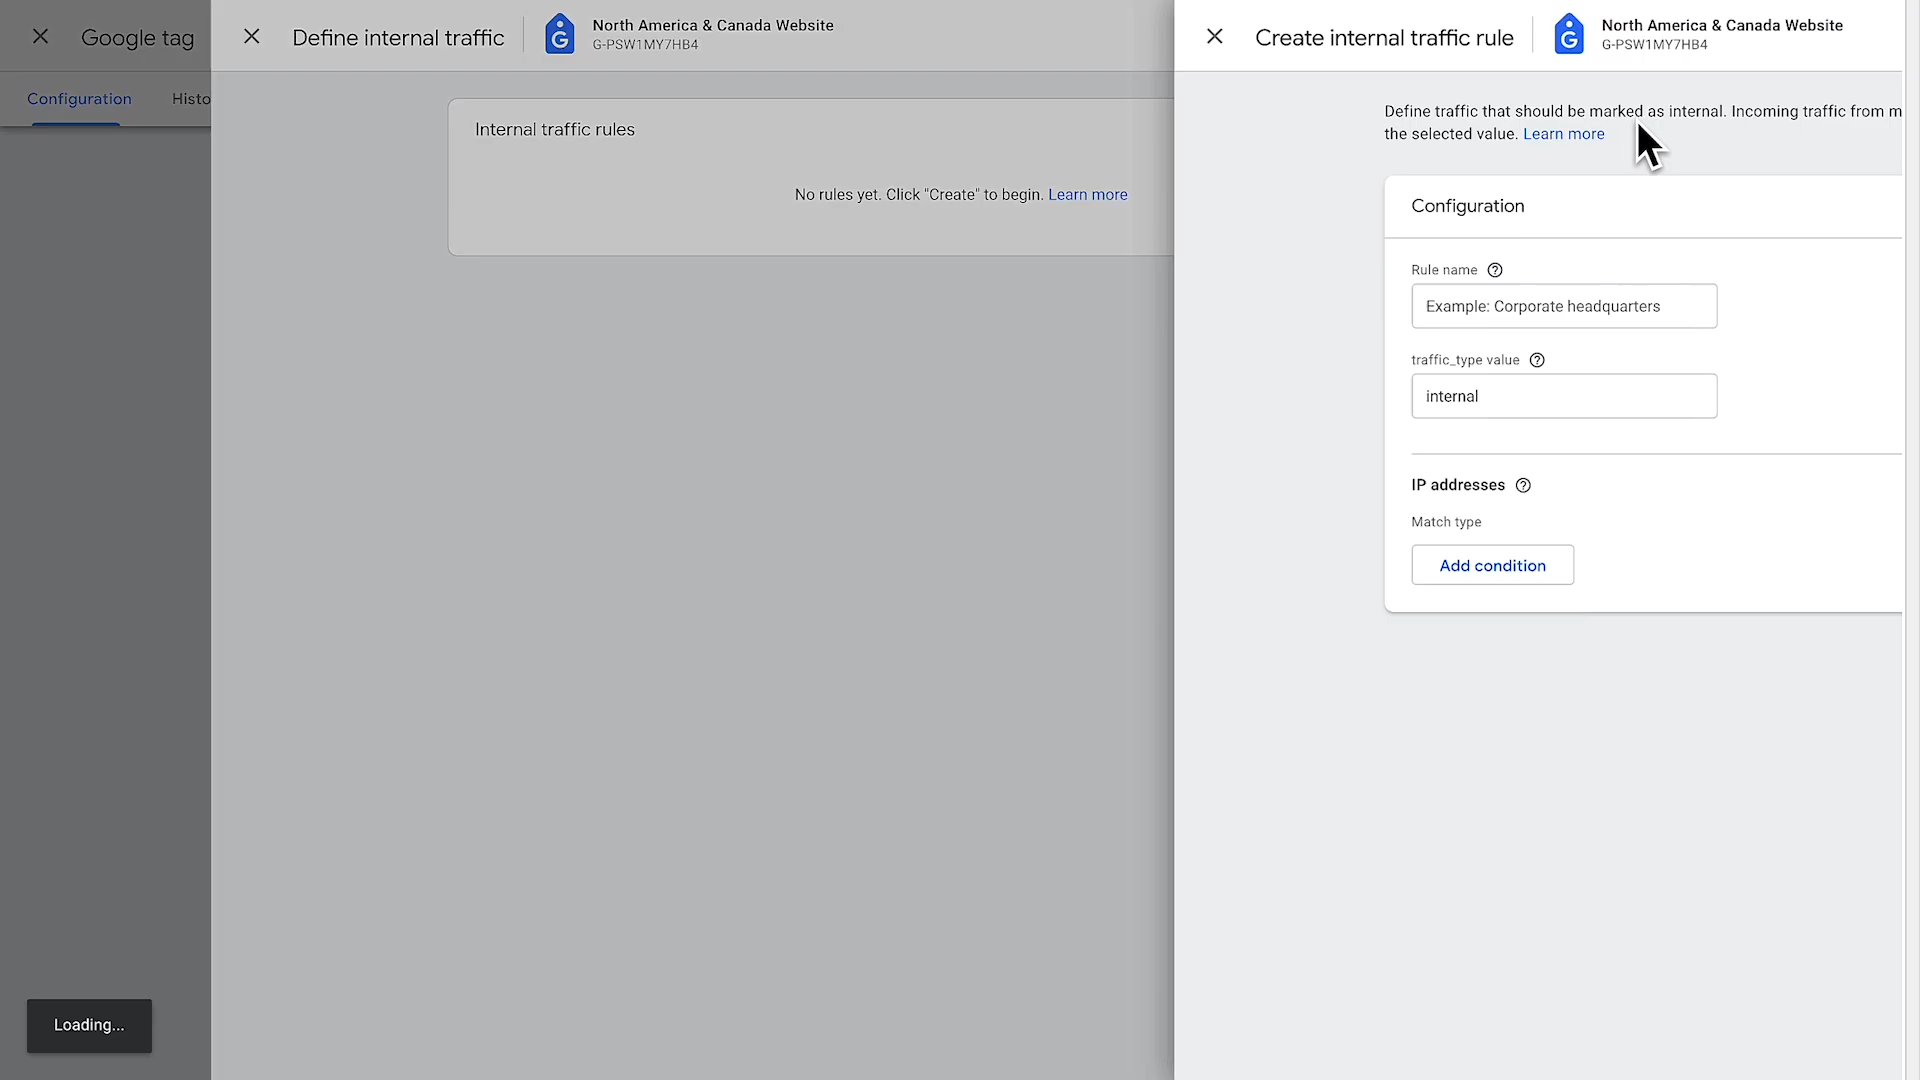 Google tag
Configuration
Histo
Loading...
Define internal traffic
North America & Canada Website
G-PSW1MY7HB4
Internal traffic rules
No rules yet. Click "Create" to begin. Learn more
Create internal traffic rule
North America & Canada Website
G-PSW1MY7HB4
Define traffic that should be marked as internal. Incoming traffic from m
the selected value. Learn more
Configuration
Rule name
Example: Corporate headquarters
traffic_type value
internal
IP addresses
Match type
Add condition